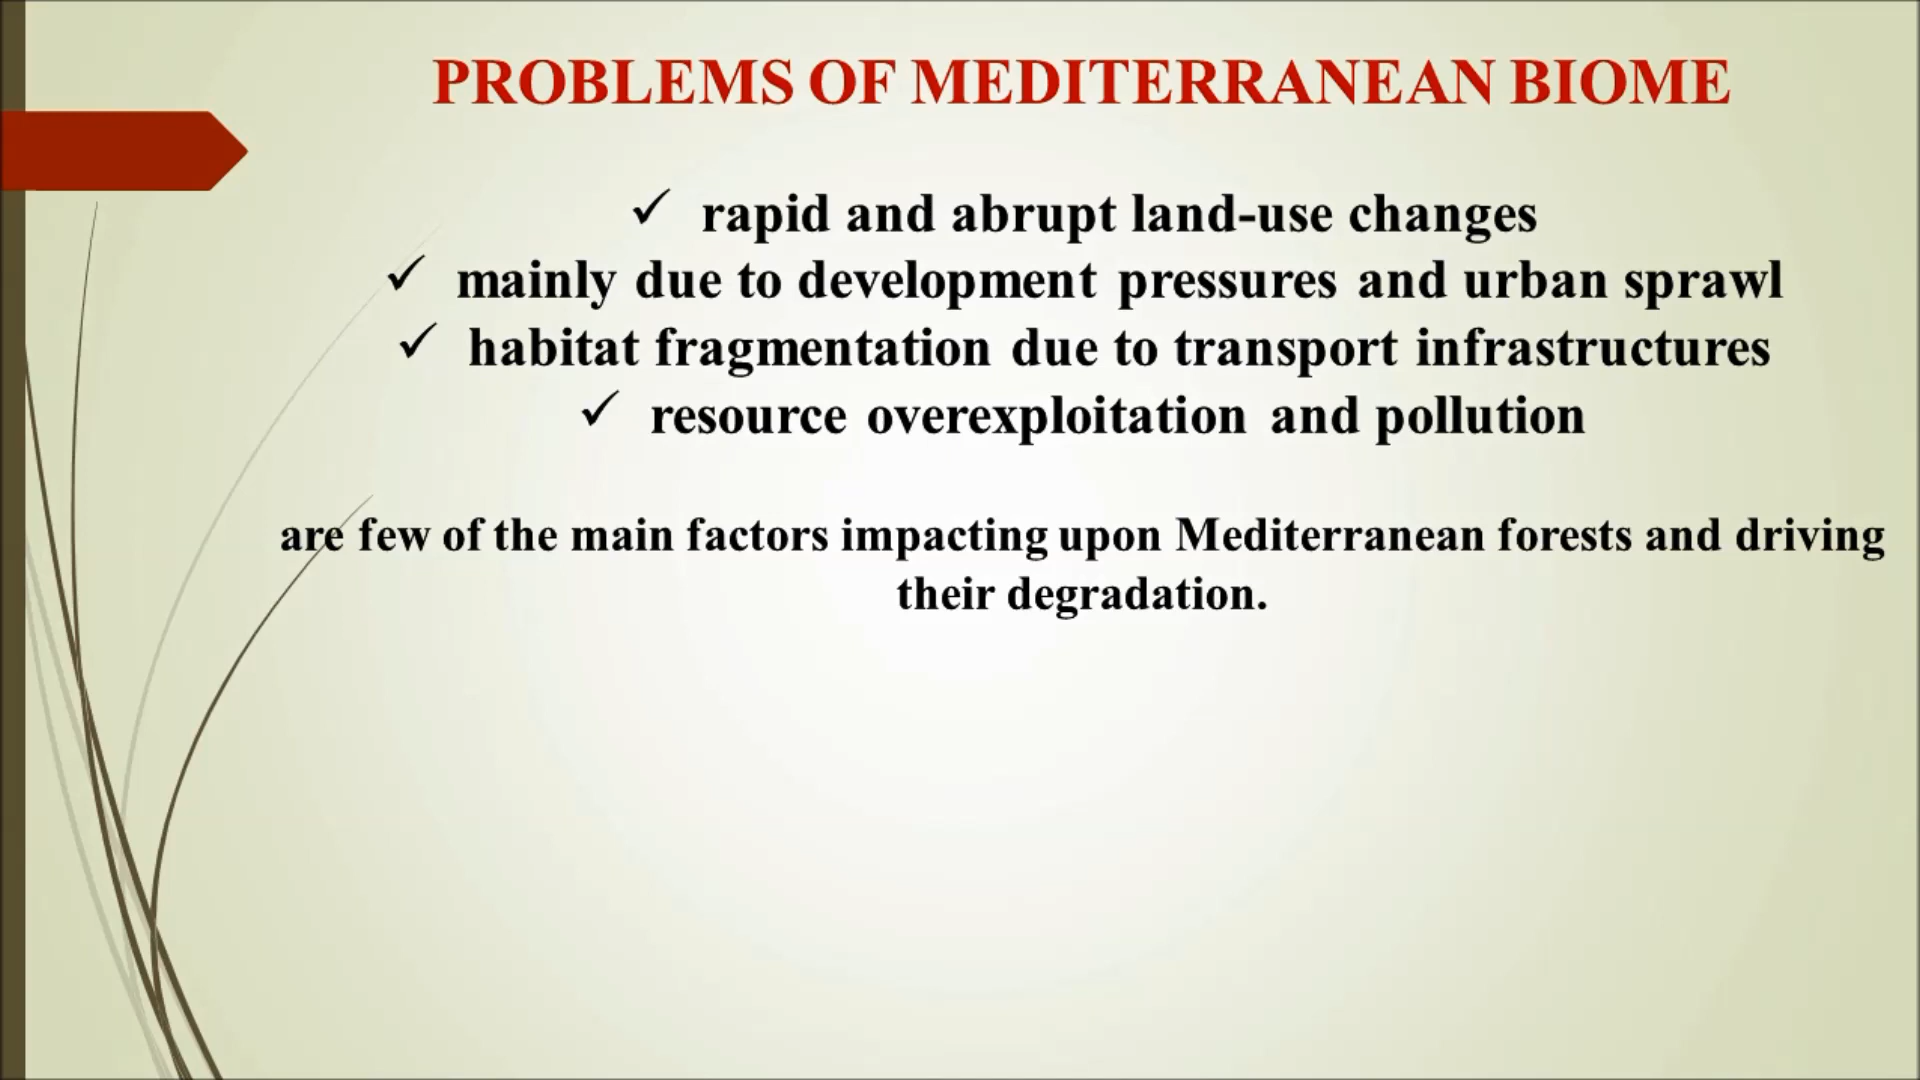 PROBLEMS OF MEDITERRANEAN BIOME
✓ rapid and abrupt land-use changes
✓ mainly due to development pressures and urban sprawl
✓ habitat fragmentation due to transport infrastructures
✓ resource overexploitation and pollution
are few of the main factors impacting upon Mediterranean forests and driving
their degradation.